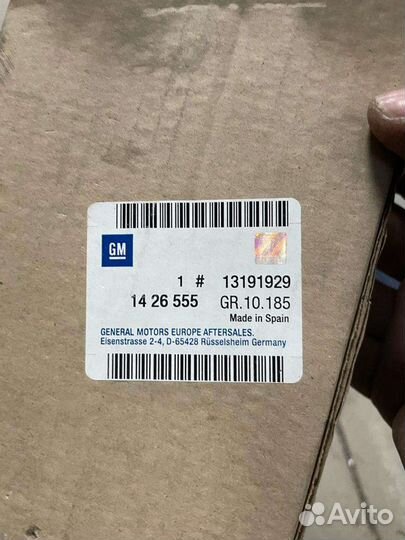 GM
1 # 13191929
14 26 555 GR.10.185
Made in Spain
GENERAL MOTORS EUROPE AFTERSALES.
Eisenstrasse 2-4, D-65428 Rüsselsheim Germany
Avito